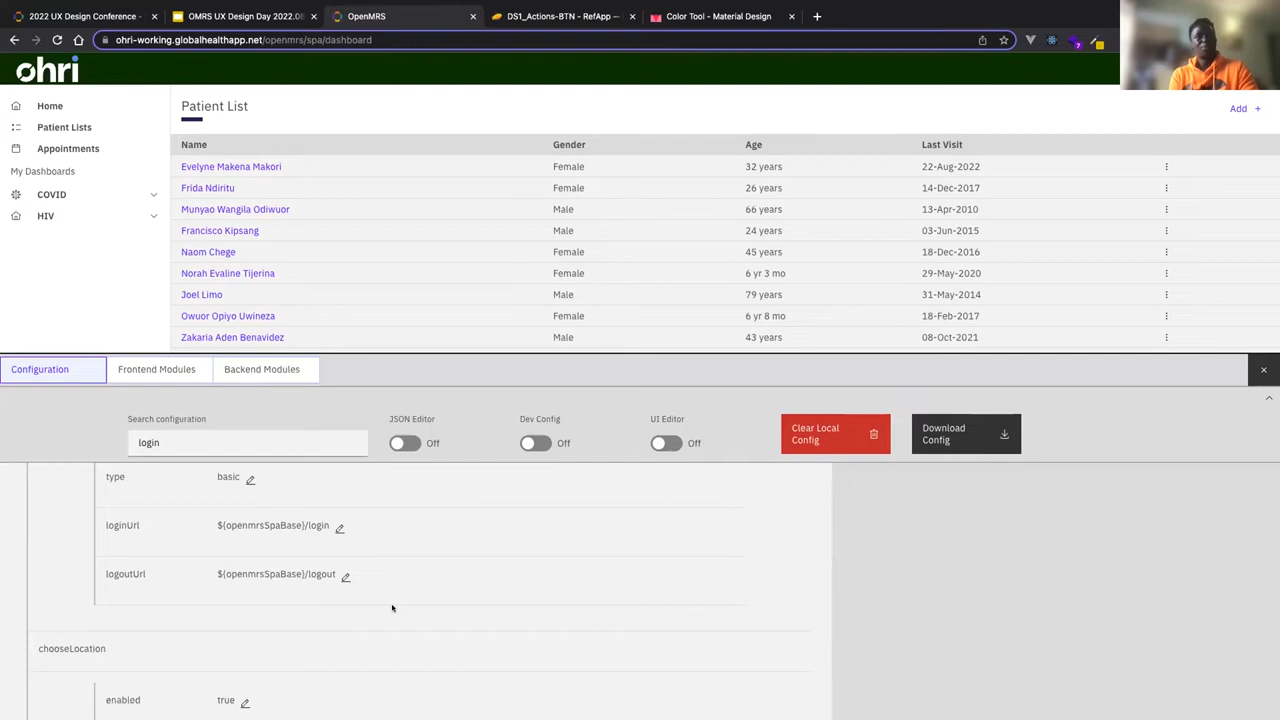 2022 UX Design Conference -
OMRS UX Design Day 2022.08
OpenMRS
DS1_Actions-BTN - RefApp -
Color Tool - Material Design
ohri-working.globalhealthapp.net/openmrs/spa/dashboard
7
ohri
Home
Patient Lists
Appointments
My Dashboards
COVID
HIV
Patient List
Add +
Name Gender Age Last Visit
Evelyne Makena Makori Female 32 years 22-Aug-2022
Frida Ndiritu Female 26 years 14-Dec-2017
Munyao Wangila Odiwuor Male 66 years 13-Apr-2010
Francisco Kipsang Male 24 years 03-Jun-2015
Naom Chege Female 45 years 18-Dec-2016
Norah Evaline Tijerina Female 6 yr 3 mo 29-May-2020
Joel Limo Male 79 years 31-May-2014
Owuor Opiyo Uwineza Female 6 yr 8 mo 18-Feb-2017
Zakaria Aden Benavidez Male 43 years 08-Oct-2021
Configuration Frontend Modules Backend Modules
Search configuration
login
JSON Editor
Off
Dev Config
Off
UI Editor
Off
Clear Local
Config
Download
Config
type basic
loginUrl ${openmrsSpaBase}/login
logoutUrl ${openmrsSpaBase}/logout
chooseLocation
enabled true